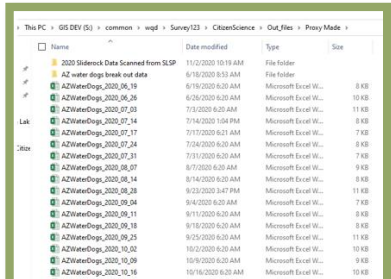 › This PC › GIS DEV (S:) › common › wqd › Survey123 › CitizenScience › Out_files › Proxy Made ›
Name Date modified Type Size
2020 Sliderock Data Scanned from SLSP 11/2/2020 10:19 AM File folder
AZ water dogs break out data 6/18/2020 8:53 AM File folder
AZWaterDogs_2020_06_19 6/19/2020 6:20 AM Microsoft Excel W... 8 KB
AZWaterDogs_2020_06_26 6/26/2020 6:20 AM Microsoft Excel W... 10 KB
AZWaterDogs_2020_07_03 7/3/2020 6:20 AM Microsoft Excel W... 11 KB
Lak AZWaterDogs_2020_07_14 7/14/2020 1:04 PM Microsoft Excel W... 8 KB
AZWaterDogs_2020_07_17 7/17/2020 6:21 AM Microsoft Excel W... 7 KB
AZWaterDogs_2020_07_24 7/24/2020 6:20 AM Microsoft Excel W... 8 KB
Citize AZWaterDogs_2020_07_31 7/31/2020 6:20 AM Microsoft Excel W... 7 KB
AZWaterDogs_2020_08_07 8/7/2020 6:20 AM Microsoft Excel W... 9 KB
AZWaterDogs_2020_08_14 8/14/2020 6:20 AM Microsoft Excel W... 8 KB
AZWaterDogs_2020_08_28 9/23/2020 3:47 PM Microsoft Excel W... 11 KB
AZWaterDogs_2020_09_04 9/4/2020 6:20 AM Microsoft Excel W... 7 KB
AZWaterDogs_2020_09_11 9/11/2020 6:20 AM Microsoft Excel W... 8 KB
AZWaterDogs_2020_09_18 9/18/2020 6:20 AM Microsoft Excel W... 8 KB
AZWaterDogs_2020_09_25 9/25/2020 6:20 AM Microsoft Excel W... 11 KB
AZWaterDogs_2020_10_02 10/2/2020 6:20 AM Microsoft Excel W... 10 KB
AZWaterDogs_2020_10_09 10/9/2020 6:20 AM Microsoft Excel W... 9 KB
AZWaterDogs_2020_10_16 10/16/2020 6:20 AM Microsoft Excel W... 10 KB